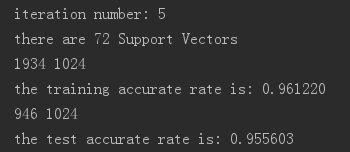 iteration number: 5
there are 72 Support Vectors
1934 1024
the training accurate rate is: 0.961220
946 1024
the test accurate rate is: 0.955603